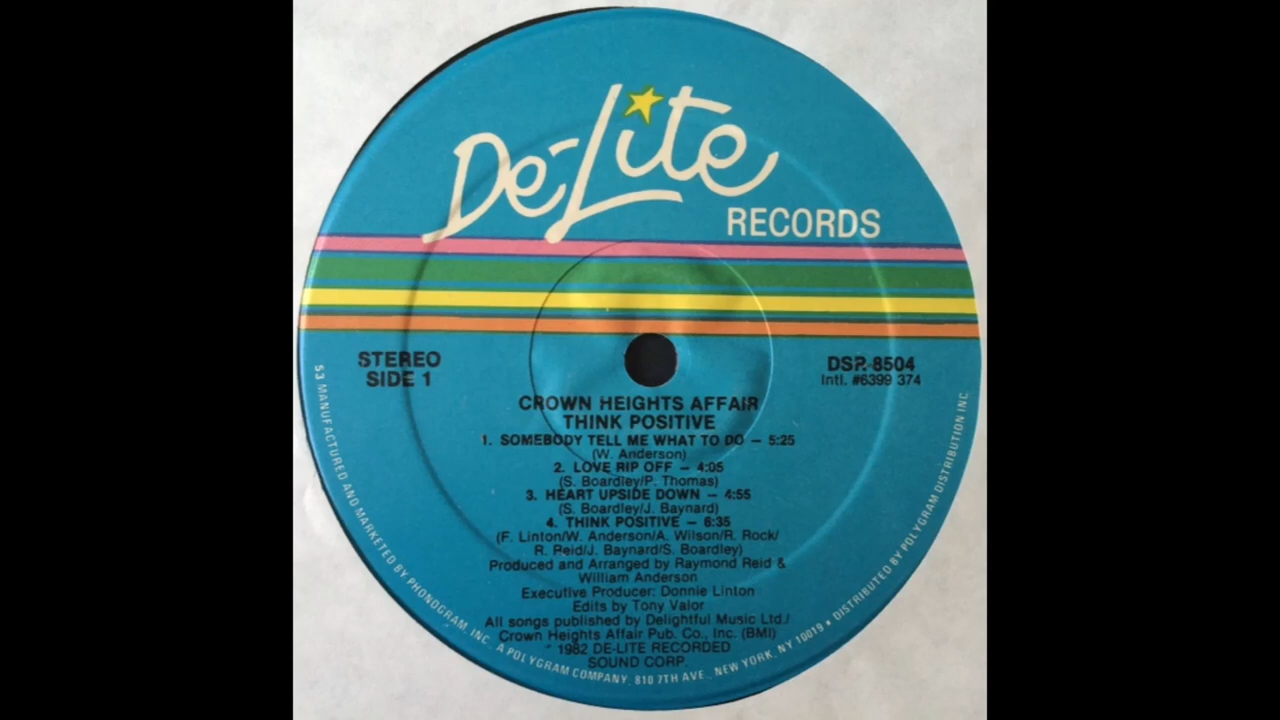 De-Lite
RECORDS
STEREO
SIDE 1
DSR 8504
Intl. #6399 374
CROWN HEIGHTS AFFAIR
THINK POSITIVE
1. SOMEBODY TELL ME WHAT TO DO — 5:25
(W. Anderson)
2. LOVE RIP OFF — 4:05
(S. Boardley/P. Thomas)
3. HEART UPSIDE DOWN — 4:55
(S. Boardley/J. Baynard)
4. THINK POSITIVE — 6:35
(F. Linton/W. Anderson/A. Wilson/R. Rock/
R. Reid/J. Baynard/S. Boardley)
Produced and Arranged by Raymond Reid &
William Anderson
Executive Producer: Donnie Linton
Edits by Tony Valor
All songs published by Delightful Music Ltd./
Crown Heights Affair Pub. Co., Inc. (BMI)
1982 DE-LITE RECORDED
SOUND CORP.
53 MANUFACTURED AND MARKETED BY PHONOGRAM, INC. A POLYGRAM COMPANY, 810 7TH AVE., NEW YORK, NY 10019 • DISTRIBUTED BY POLYGRAM DISTRIBUTION INC